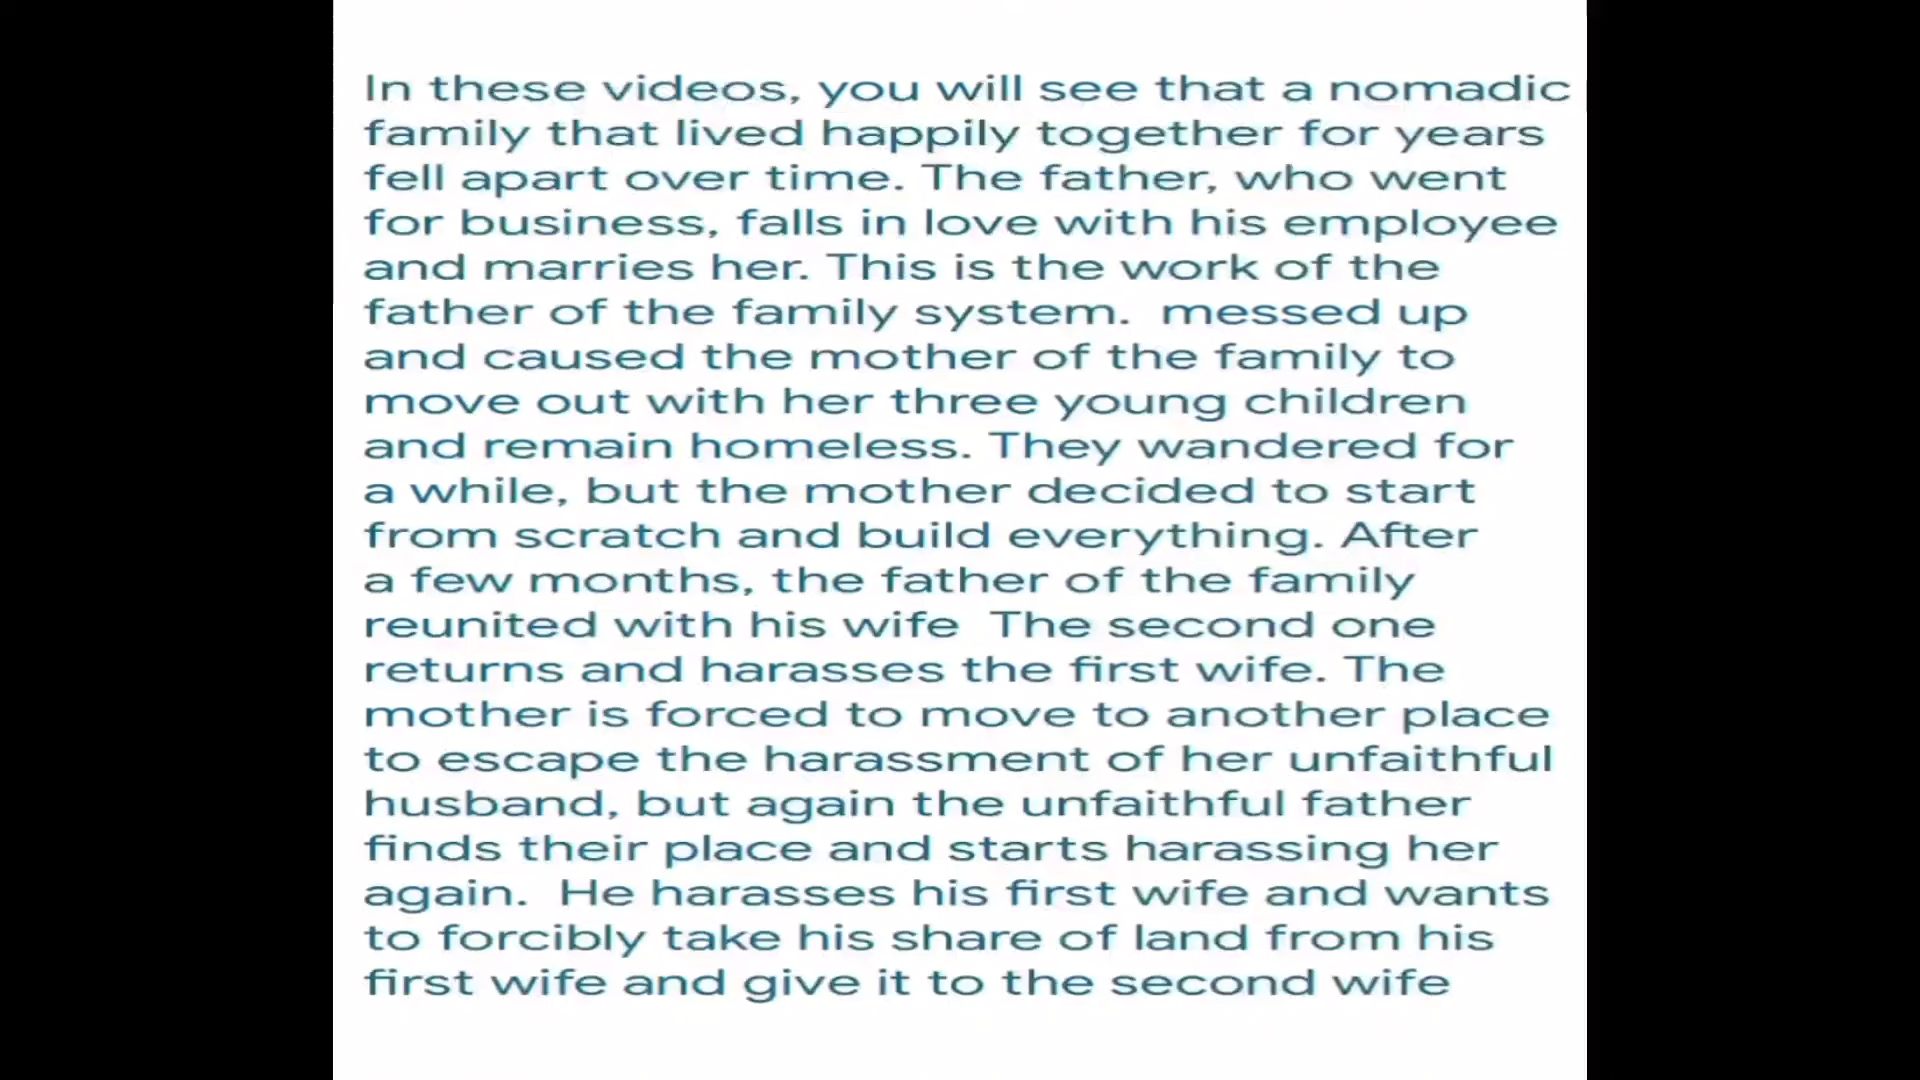 In these videos, you will see that a nomadic
family that lived happily together for years
fell apart over time. The father, who went
for business, falls in love with his employee
and marries her. This is the work of the
father of the family system.  messed up
and caused the mother of the family to
move out with her three young children
and remain homeless. They wandered for
a while, but the mother decided to start
from scratch and build everything. After
a few months, the father of the family
reunited with his wife  The second one
returns and harasses the first wife. The
mother is forced to move to another place
to escape the harassment of her unfaithful
husband, but again the unfaithful father
finds their place and starts harassing her
again.  He harasses his first wife and wants
to forcibly take his share of land from his
first wife and give it to the second wife